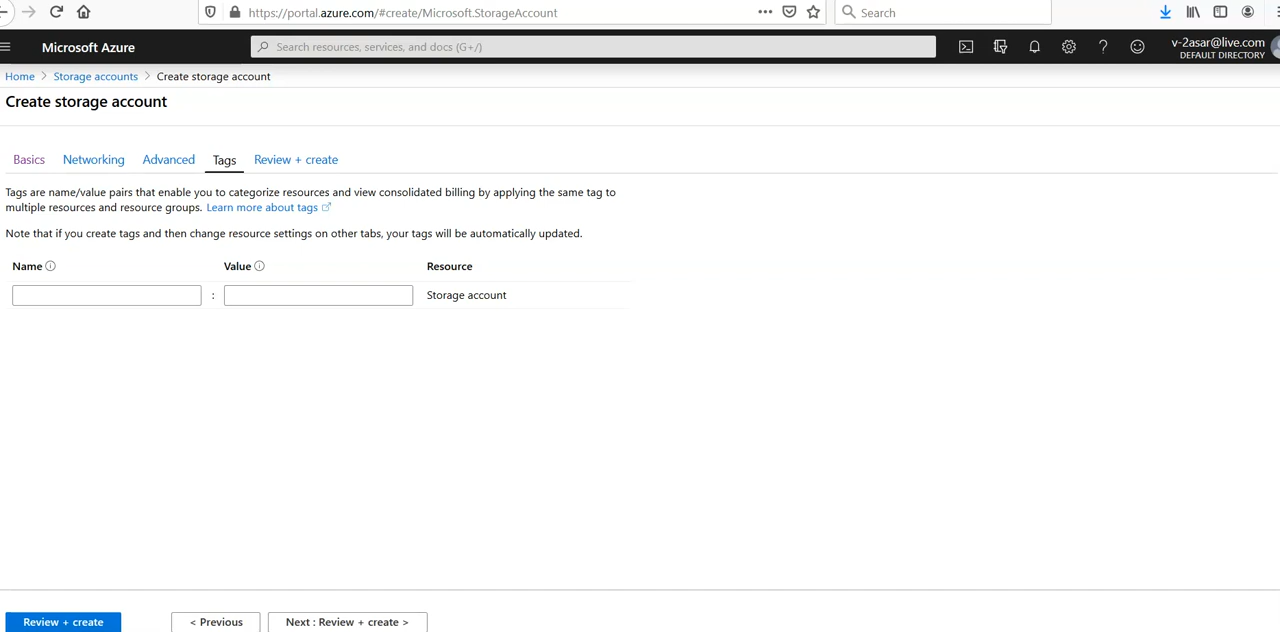 https://portal.azure.com/#create/Microsoft.StorageAccount
Search
Microsoft Azure
Search resources, services, and docs (G+/)
v-2asar@live.com
DEFAULT DIRECTORY
Home > Storage accounts > Create storage account
Create storage account
Basics Networking Advanced Tags Review + create
Tags are name/value pairs that enable you to categorize resources and view consolidated billing by applying the same tag to
multiple resources and resource groups. Learn more about tags
Note that if you create tags and then change resource settings on other tabs, your tags will be automatically updated.
Name Value Resource
: Storage account
Review + create < Previous Next : Review + create >